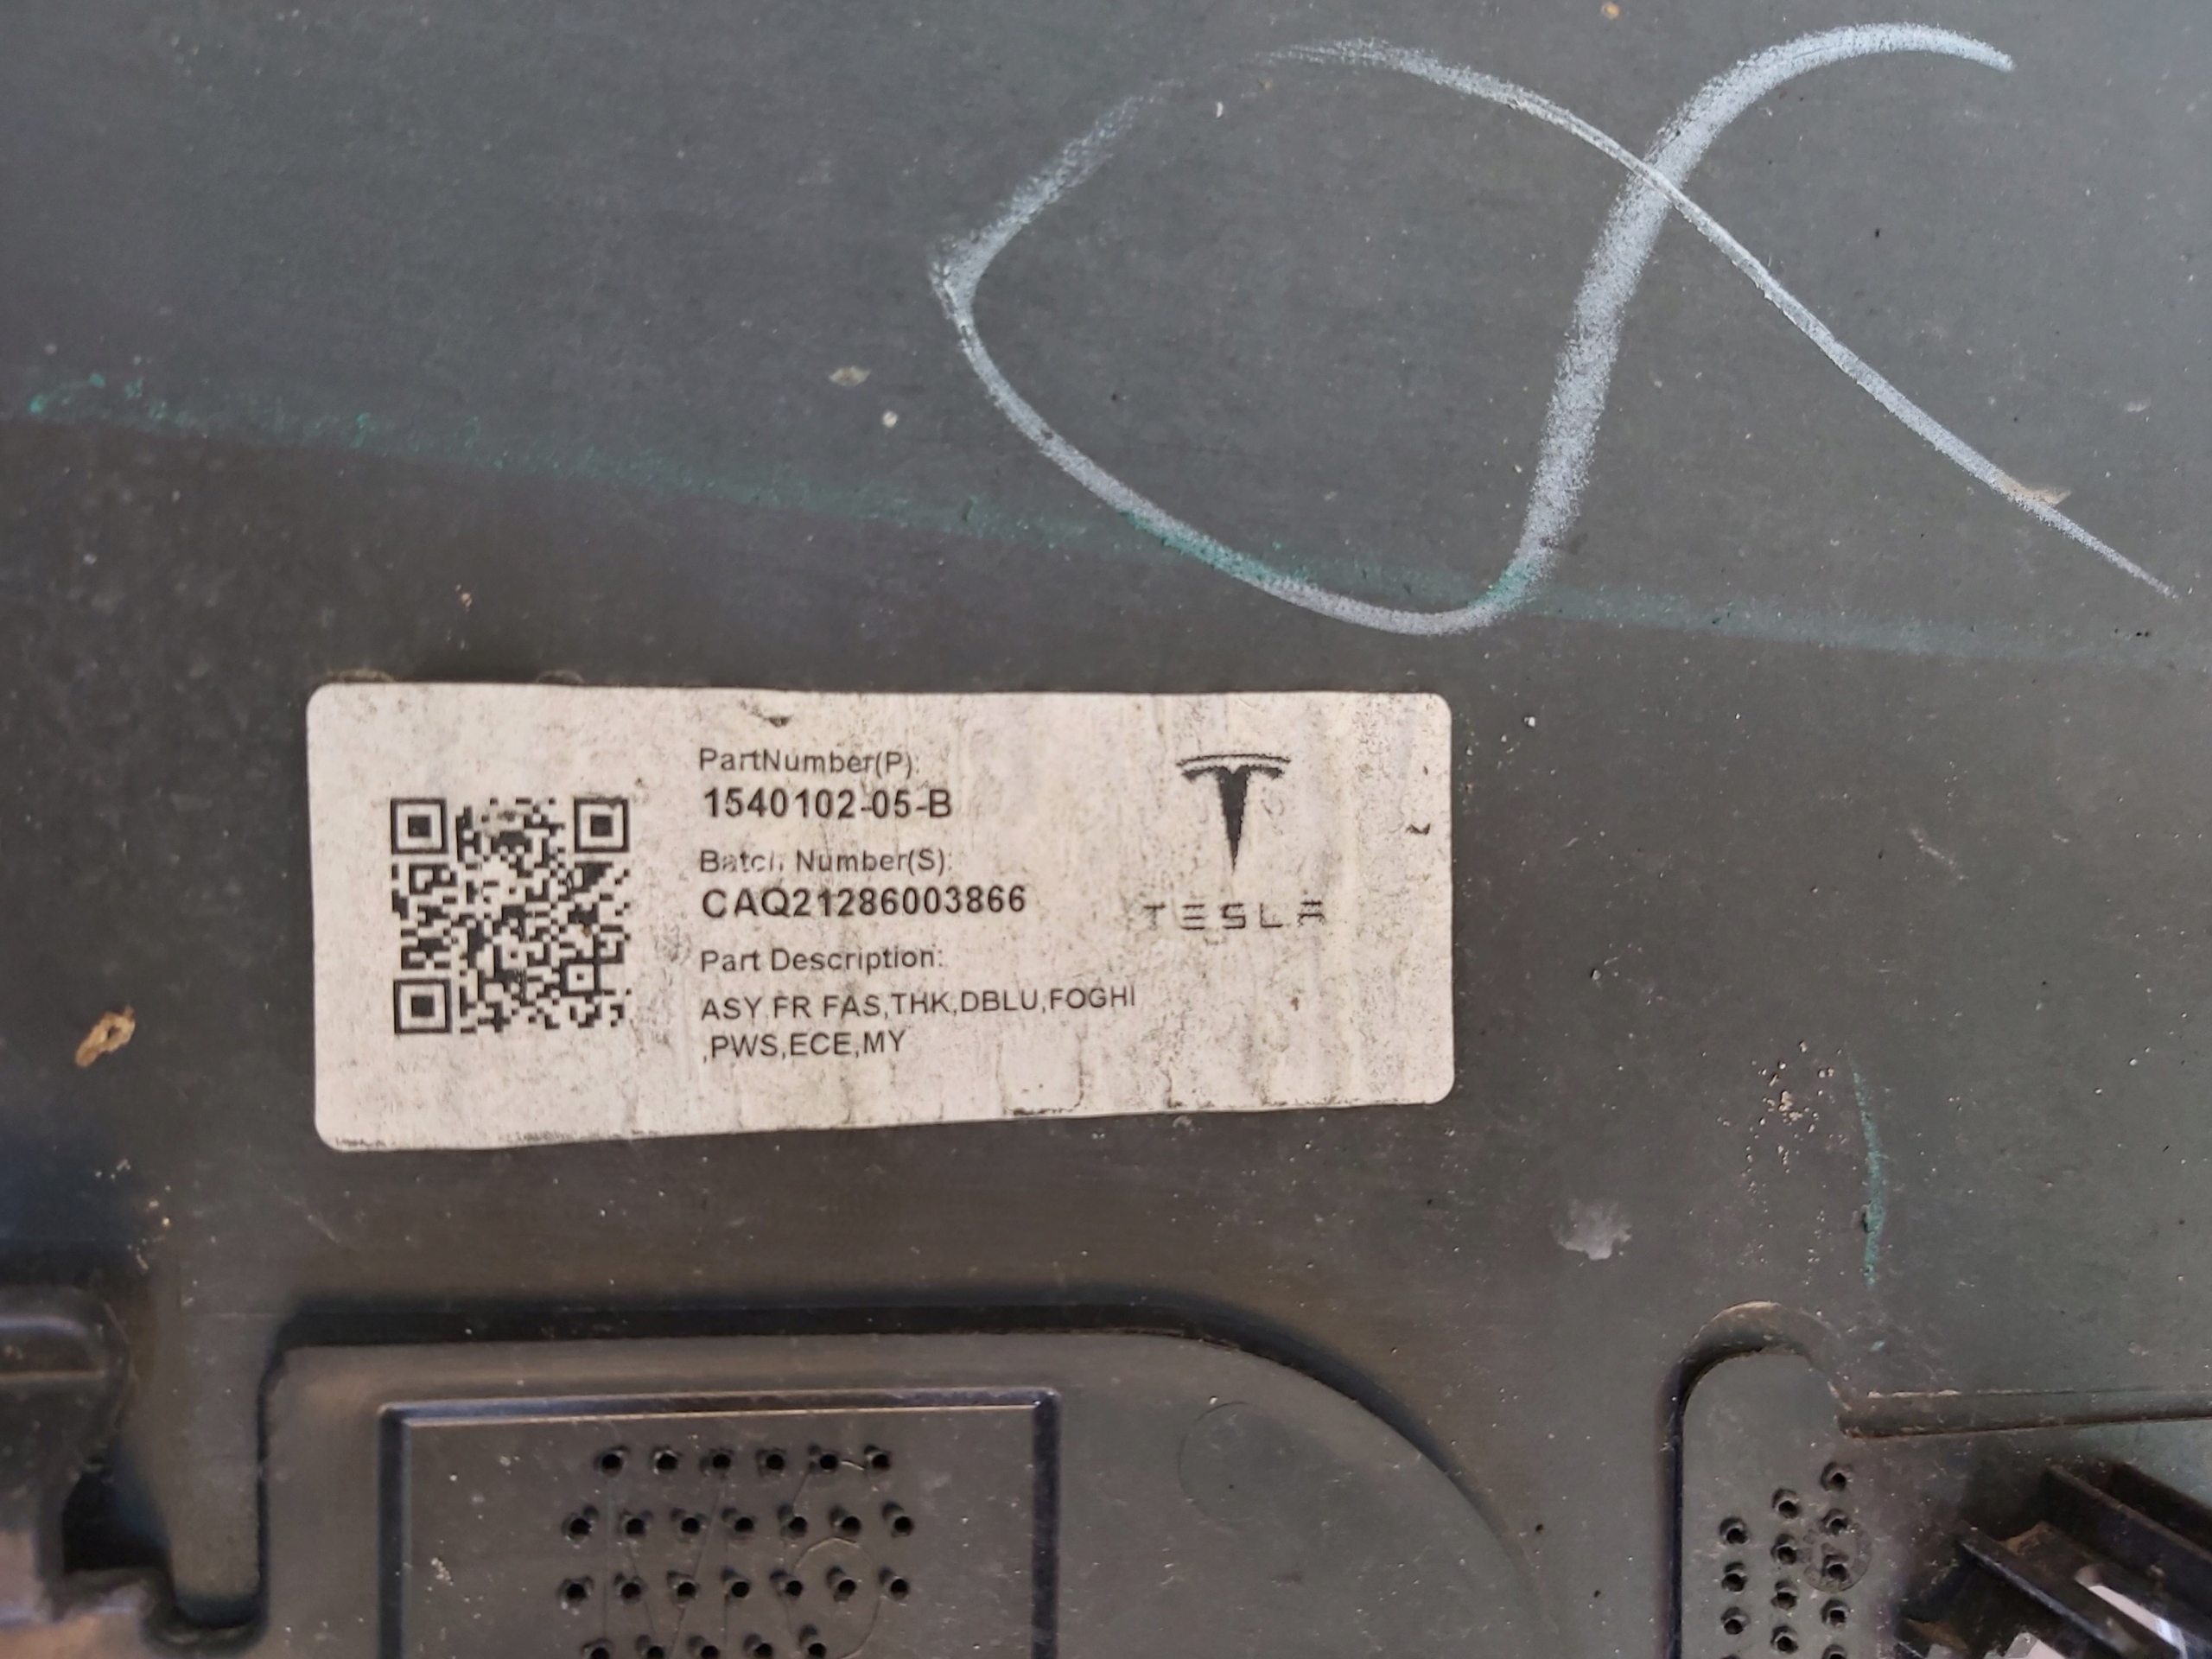 PartNumber(P):
1540102-05-B
Batch Number(S):
CAQ21286003866
Part Description:
ASY,FR FAS,THK,DBLU,FOGHI
,PWS,ECE,MY
TESLA